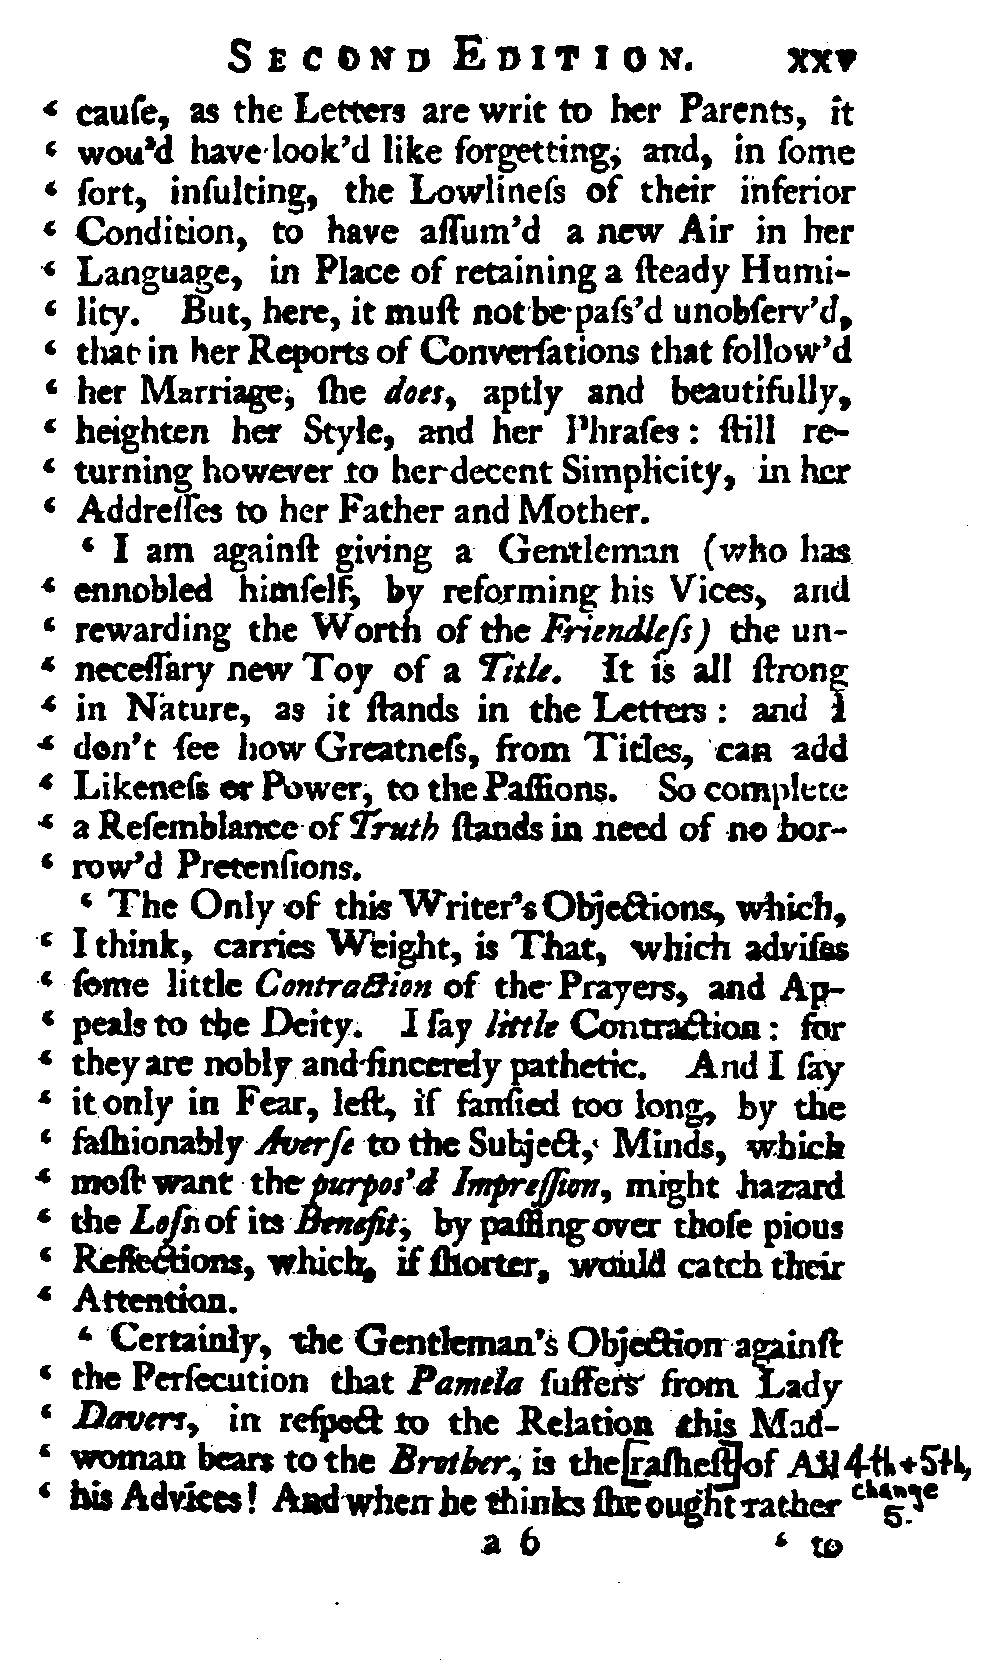 SECOND EDITION. xxv
‘ cauſe, as the Letters are writ to her Parents, it
‘ wou'd have look'd like forgetting, and, in ſome
‘ ſort, inſulting, the Lowlineſs of their inferior
‘ Condition, to have aſſum'd a new Air in her
‘ Language, in Place of retaining a ſteady Humi-
‘ lity. But, here, it muſt not be paſs'd unobſerv'd,
‘ that in her Reports of Converſations that follow'd
‘ her Marriage, ſhe does, aptly and beautifully,
‘ heighten her Style, and her Phraſes: ſtill re-
‘ turning however to her decent Simplicity, in her
‘ Addreſſes to her Father and Mother.
‘ I am againſt giving a Gentleman (who has
‘ ennobled himſelf, by reforming his Vices, and
‘ rewarding the Worth of the Friendleſs) the un-
‘ neceſſary new Toy of a Title. It is all ſtrong
‘ in Nature, as it ſtands in the Letters: and I
‘ don't ſee how Greatneſs, from Titles, can add
‘ Likeneſs or Power, to the Paſſions. So complete
‘ a Reſemblance of Truth ſtands in need of no bor-
‘ row'd Pretenſions.
‘ The Only of this Writer's Objections, which,
‘ I think, carries Weight, is That, which adviſes
‘ ſome little Contraction of the Prayers, and Ap-
‘ peals to the Deity. I ſay little Contraction: for
‘ they are nobly and ſincerely pathetic. And I ſay
‘ it only in Fear, leſt, if fanſied too long, by the
‘ faſhionably Averſe to the Subject, Minds, which
‘ moſt want the purpos'd Impreſſion, might hazard
‘ the Loſs of its Benefit, by paſſing over thoſe pious
‘ Reflections, which, if ſhorter, would catch their
‘ Attention.
‘ Certainly, the Gentleman's Objection againſt
‘ the Perſecution that Pamela ſuffers from Lady
‘ Davers, in reſpect to the Relation this Mad-
‘ woman bears to the Brother, is the [raſheſt] of All 4th + 5th,
‘ his Advices! And when he thinks ſhe ought rather change 5.
a 6 ‘ to